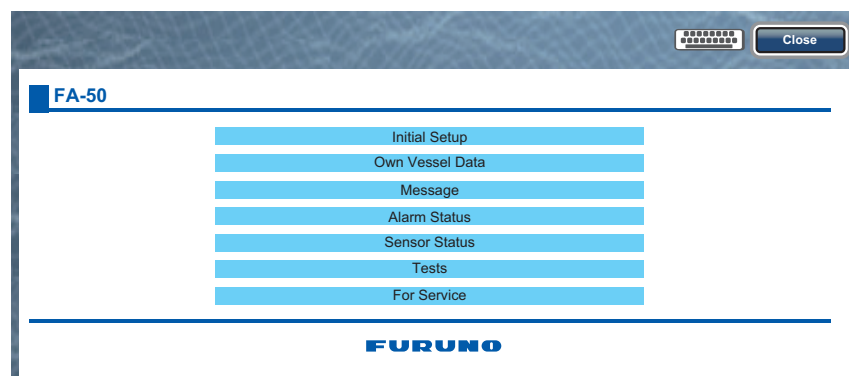 Close
FA-50
Initial Setup
Own Vessel Data
Message
Alarm Status
Sensor Status
Tests
For Service
FURUNO